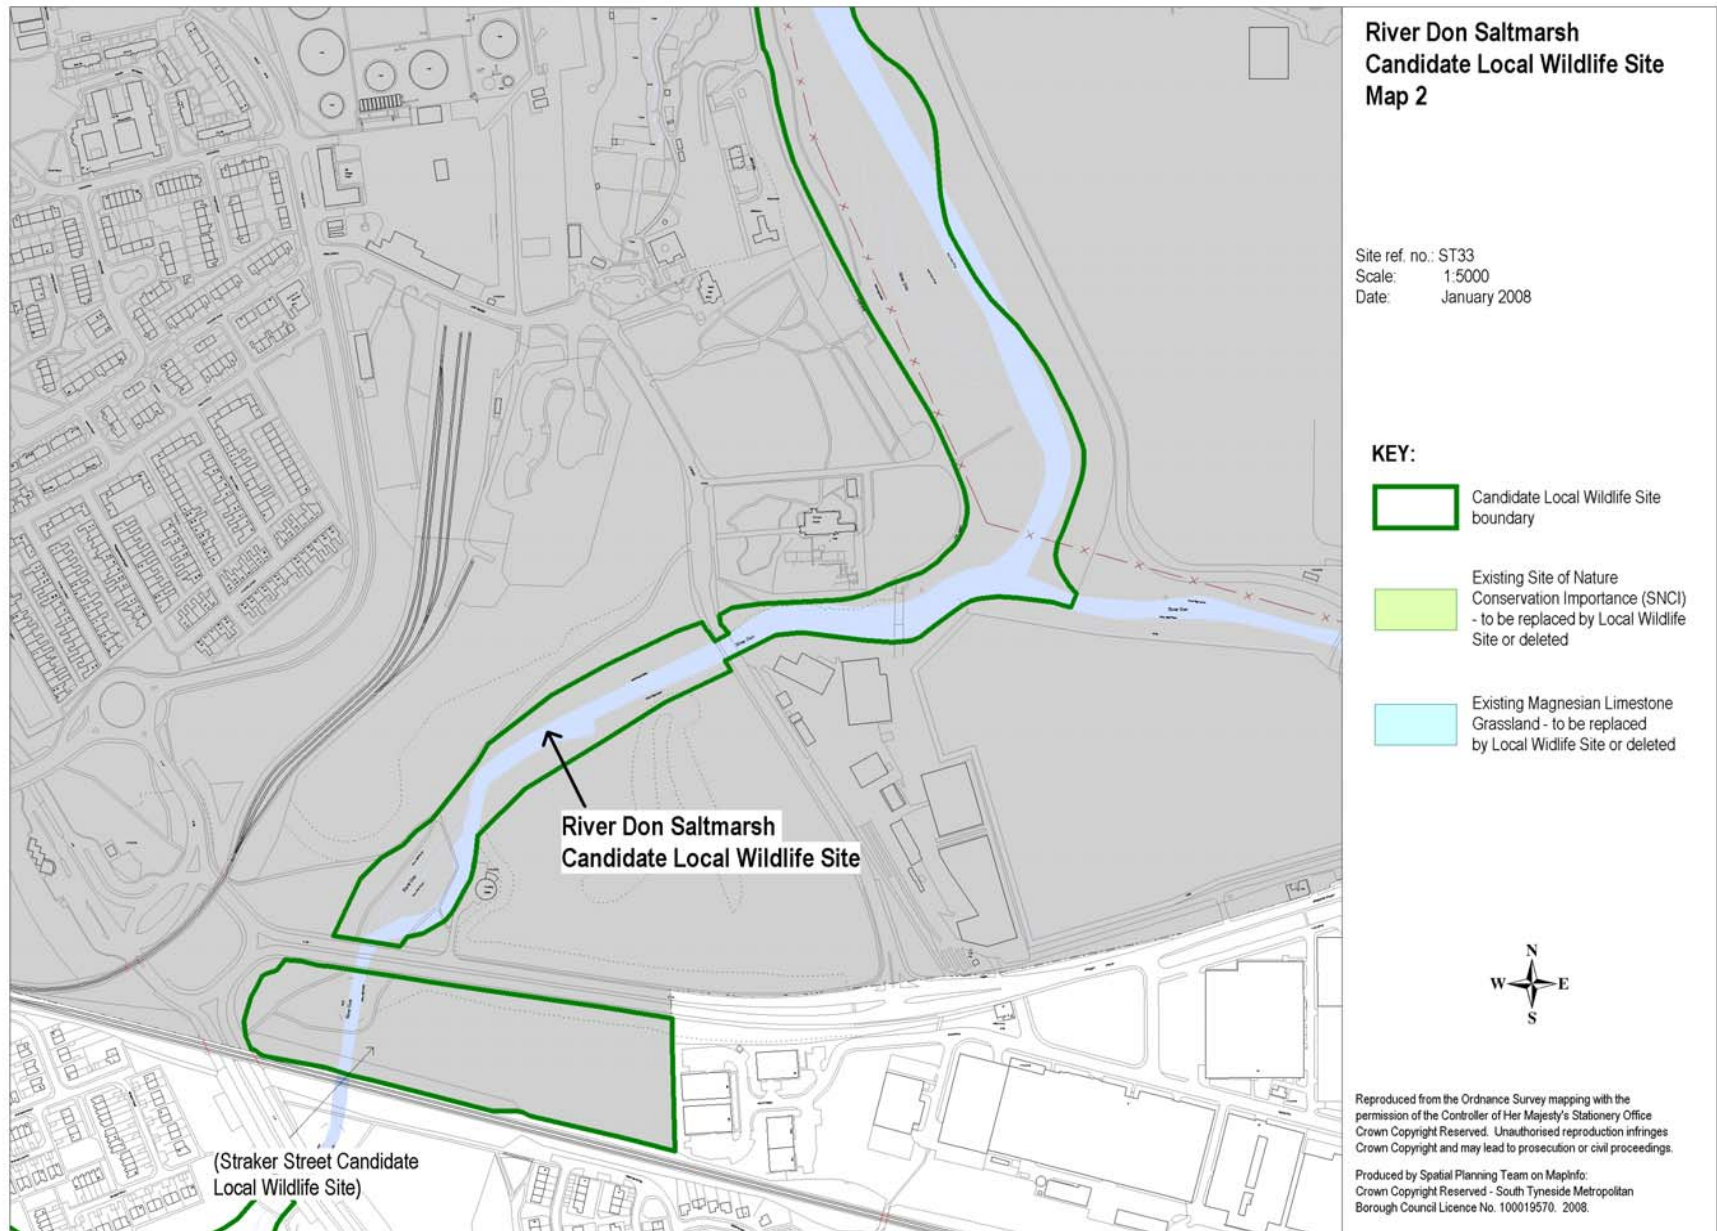 River Don Saltmarsh
Candidate Local Wildlife Site
Map 2
Site ref. no.: ST33
Scale: 1:5000
Date: January 2008
KEY:
Candidate Local Wildlife Site
boundary
Existing Site of Nature
Conservation Importance (SNCI)
- to be replaced by Local Wildlife
Site or deleted
Existing Magnesian Limestone
Grassland - to be replaced
by Local Widlife Site or deleted
River Don Saltmarsh
Candidate Local Wildlife Site
(Straker Street Candidate
Local Wildlife Site)
N
W E
S
Reproduced from the Ordnance Survey mapping with the
permission of the Controller of Her Majesty's Stationery Office
Crown Copyright Reserved. Unauthorised reproduction infringes
Crown Copyright and may lead to prosecution or civil proceedings.
Produced by Spatial Planning Team on MapInfo:
Crown Copyright Reserved - South Tyneside Metropolitan
Borough Council Licence No. 100019570. 2008.